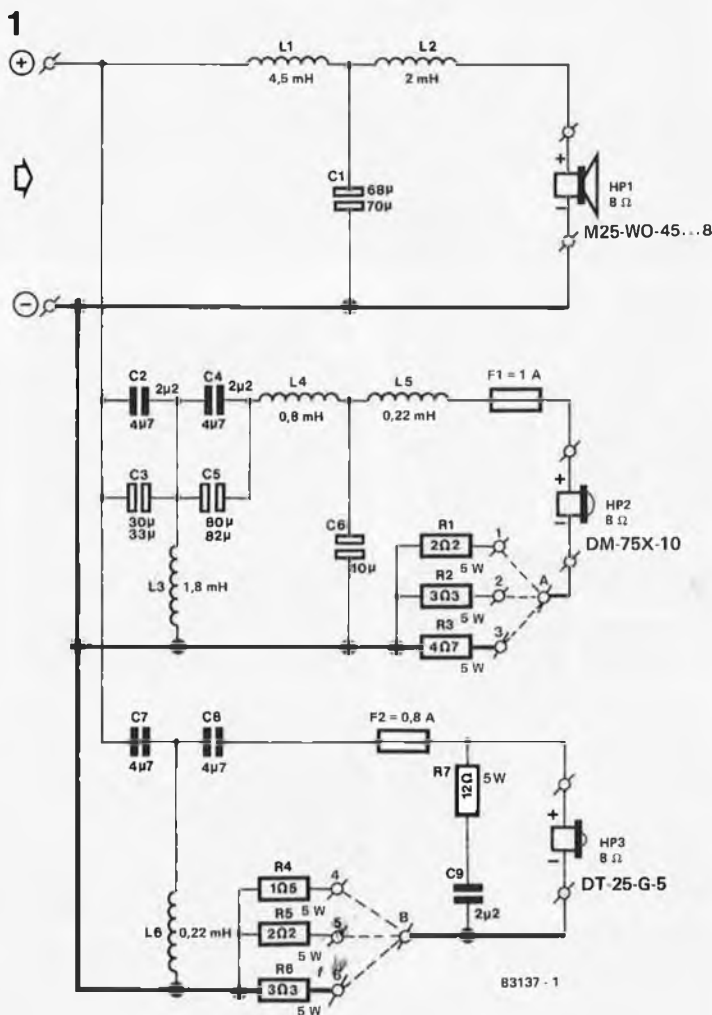 1
L1
L2
+
4,5 mH
2 mH
C1
68µ
70µ
+
HP1
8 Ω
−
M25-WO-45...8
−
C2
2µ2
C4
2µ2
L4
L5
F1 = 1 A
4µ7
4µ7
0,8 mH
0,22 mH
C3
C5
30µ
33µ
80µ
82µ
+
HP2
8 Ω
−
DM-75X-10
C6
10µ
R1
1
2Ω2
5 W
R2
A
3Ω3
2
5 W
R3
3
4Ω7
5 W
L3
1,8 mH
C7
C8
F2 = 0,8 A
4µ7
4µ7
R7
12Ω
5 W
+
HP3
8 Ω
−
DT-25-G-5
C9
2µ2
R4
4
1Ω5
5 W
R5
5
B
2Ω2
5 W
R6
6
3Ω3
5 W
L6
0,22 mH
83137 - 1